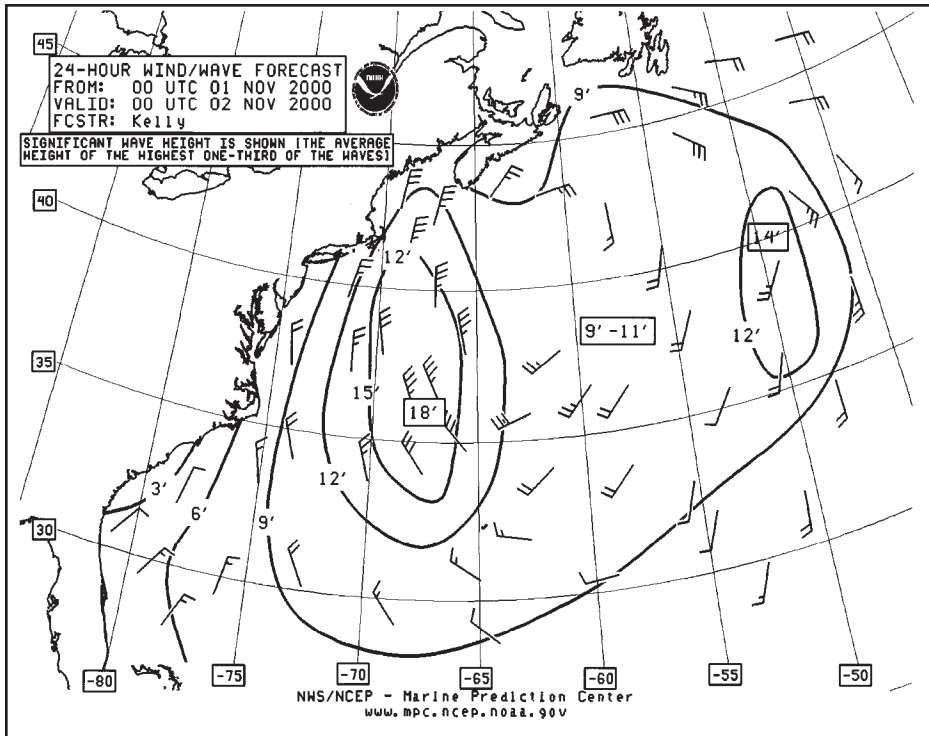 45
24-HOUR WIND/WAVE FORECAST
FROM: 00 UTC 01 NOV 2000
VALID: 00 UTC 02 NOV 2000
FCSTR: Kelly
SIGNIFICANT WAVE HEIGHT IS SHOWN [THE AVERAGE
HEIGHT OF THE HIGHEST ONE-THIRD OF THE WAVES]
9'
40
14'
12'
9'-11'
12'
35
15'
18'
12'
3'
6'
9'
30
-80
-75
-70
-65
-60
-55
-50
NWS/NCEP - Marine Prediction Center
www.mpc.ncep.noaa.gov